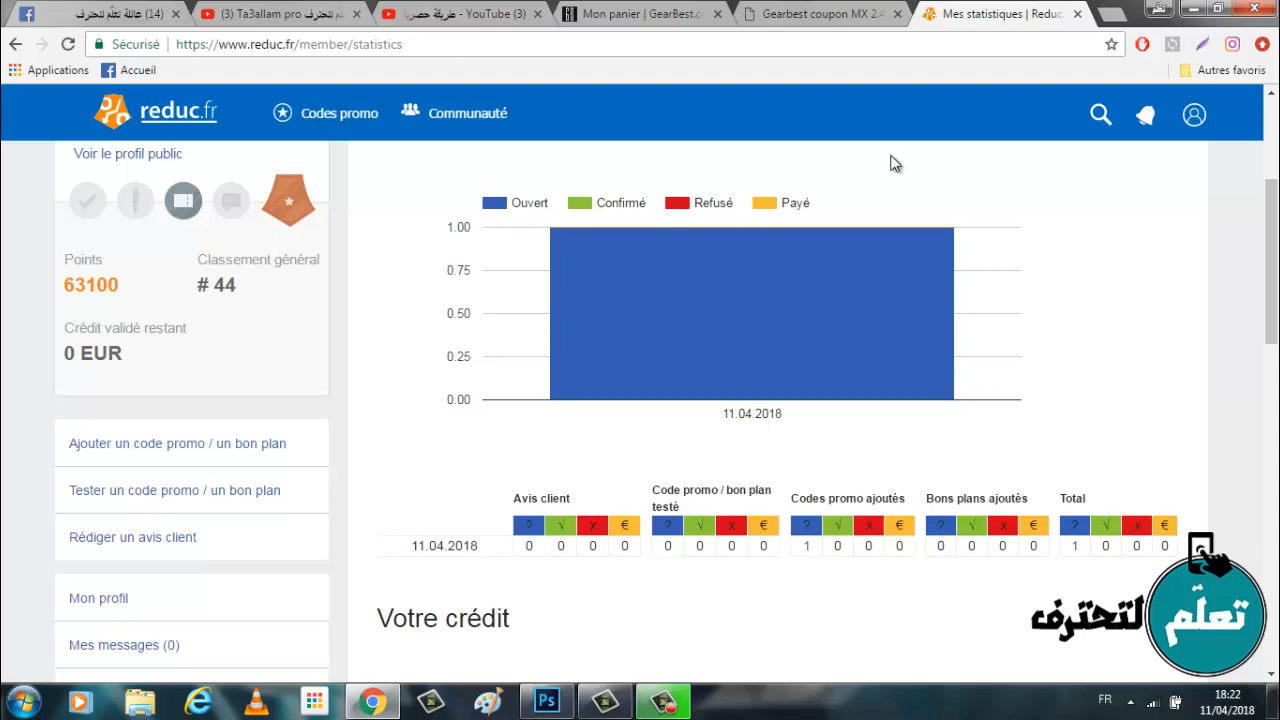 (14) عائلة تعلّم لتحترف
(3) Ta3allam pro تعلّم لتحترف
(3) YouTube - طريقة حصريا
Mon panier | GearBest.c
Gearbest coupon MX 2.4
Mes statistiques | Reduc.
Sécurisé
https://www.reduc.fr/member/statistics
Applications
Accueil
Autres favoris
reduc.fr
Codes promo
Communauté
Voir le profil public
Points
Classement général
63100
# 44
Crédit validé restant
0 EUR
Ajouter un code promo / un bon plan
Tester un code promo / un bon plan
Rédiger un avis client
Mon profil
Mes messages (0)
Ouvert Confirmé Refusé Payé
1.00
0.75
0.50
0.25
0.00
11.04.2018
Avis client
Code promo / bon plan
testé
Codes promo ajoutés
Bons plans ajoutés
Total
? √ x € ? √ x € ? √ x € ? √ x € ? √ x €
11.04.2018 0 0 0 0 0 0 0 0 1 0 0 0 0 0 0 0 1 0 0 0
Votre crédit
تعلّم لتحترف
Ps
FR
18:22
11/04/2018